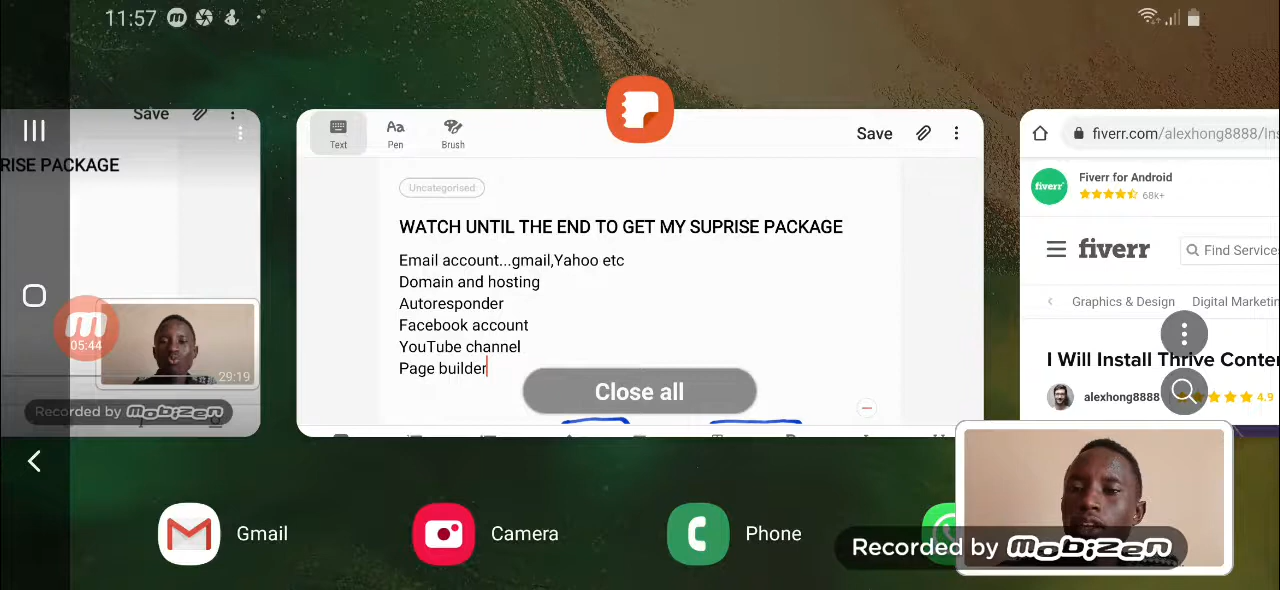 11:57
Save
RISE PACKAGE
05:44
29:19
Recorded by MOBIZEN
Text
Aa
Pen
Brush
Save
Uncategorised
WATCH UNTIL THE END TO GET MY SUPRISE PACKAGE
Email account...gmail,Yahoo etc
Domain and hosting
Autoresponder
Facebook account
YouTube channel
Page builder
Close all
fiverr.com/alexhong8888/ins
fiverr
Fiverr for Android
68k+
fiverr
Find Service
Graphics & Design
Digital Marketin
I Will Install Thrive Conter
alexhong8888
4.9
Gmail
Camera
Phone
Recorded by MOBIZEN